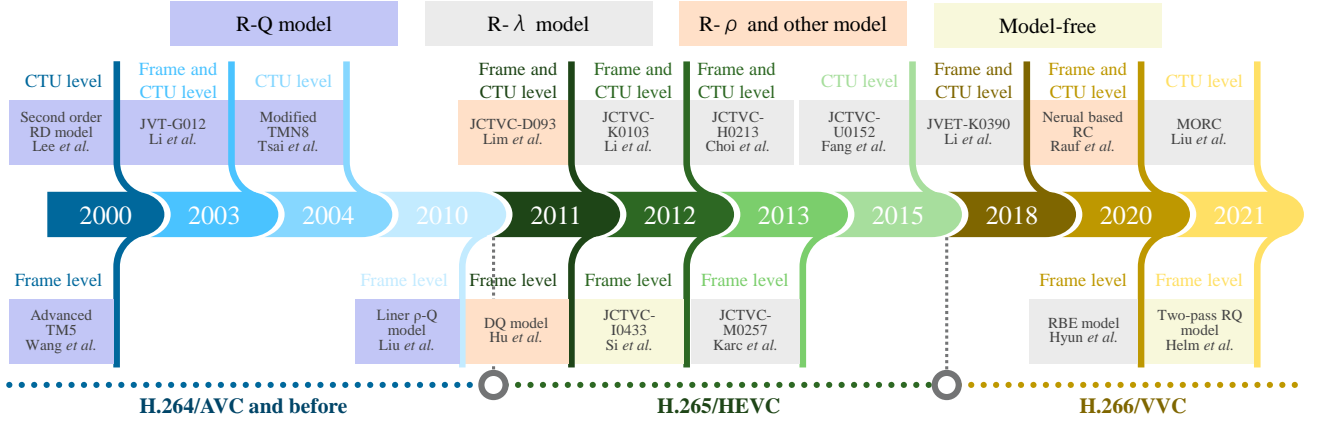 R-Q model
R- λ model
R- ρ and other model
Model-free
CTU level
Frame and
CTU level
CTU level
Frame and
CTU level
Frame and
CTU level
Frame and
CTU level
CTU level
Frame and
CTU level
Frame and
CTU level
CTU level
Second order
RD model
Lee et al.
JVT-G012
Li et al.
Modified
TMN8
Tsai et al.
JCTVC-D093
Lim et al.
JCTVC-
K0103
Li et al.
JCTVC-
H0213
Choi et al.
JCTVC-
U0152
Fang et al.
JVET-K0390
Li et al.
Nerual based
RC
Rauf et al.
MORC
Liu et al.
2000
2003
2004
2010
2011
2012
2013
2015
2018
2020
2021
Frame level
Frame level
Frame level
Frame level
Frame level
Frame level
Frame level
Advanced
TM5
Wang et al.
Liner ρ-Q
model
Liu et al.
DQ model
Hu et al.
JCTVC-
I0433
Si et al.
JCTVC-
M0257
Karc et al.
RBE model
Hyun et al.
Two-pass RQ
model
Helm et al.
H.264/AVC and before
H.265/HEVC
H.266/VVC